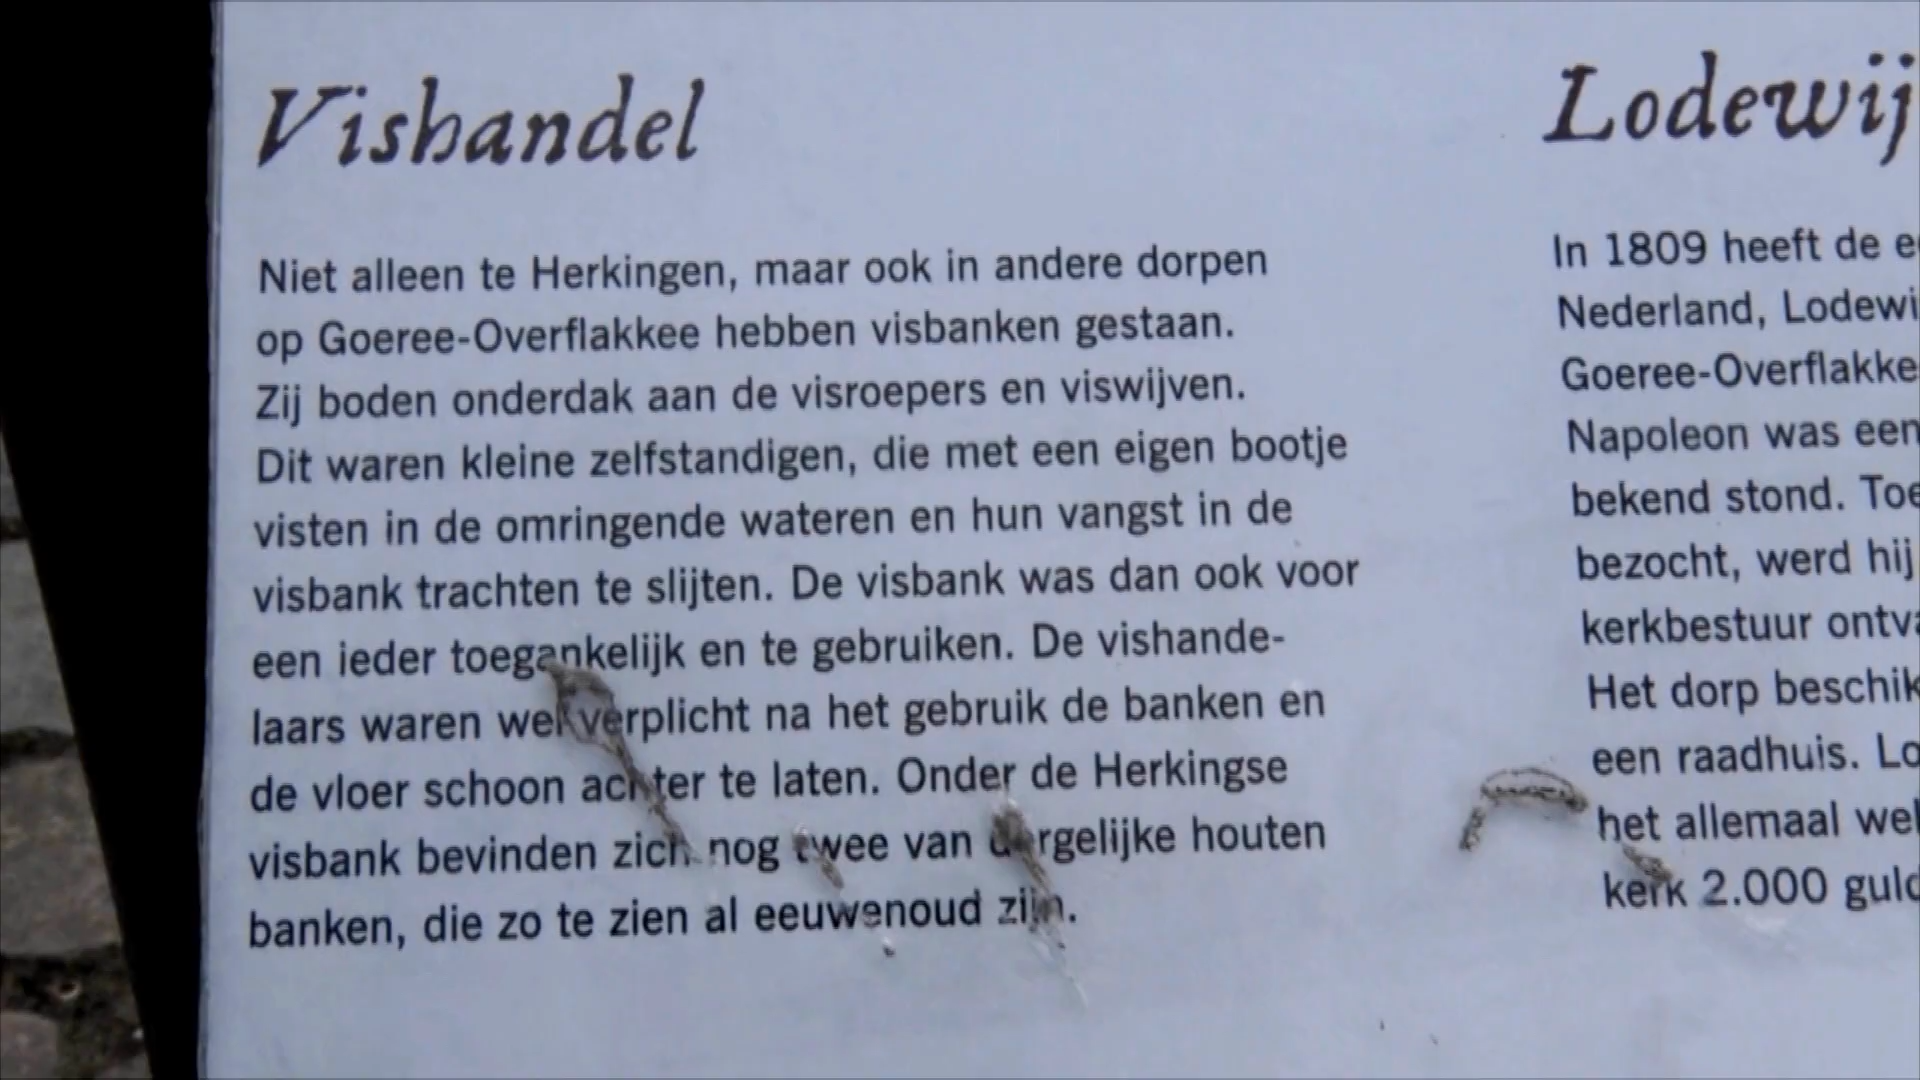 Vishandel
Niet alleen te Herkingen, maar ook in andere dorpen
op Goeree-Overflakkee hebben visbanken gestaan.
Zij boden onderdak aan de visroepers en viswijven.
Dit waren kleine zelfstandigen, die met een eigen bootje
visten in de omringende wateren en hun vangst in de
visbank trachten te slijten. De visbank was dan ook voor
een ieder toegankelijk en te gebruiken. De vishande-
laars waren wel verplicht na het gebruik de banken en
de vloer schoon achter te laten. Onder de Herkingse
visbank bevinden zich nog twee van dergelijke houten
banken, die zo te zien al eeuwenoud zijn.
Lodewij
In 1809 heeft de e
Nederland, Lodewi
Goeree-Overflakke
Napoleon was een
bekend stond. Toe
bezocht, werd hij
kerkbestuur ontva
Het dorp beschik
een raadhuis. Lo
het allemaal wel
kerk 2.000 guld